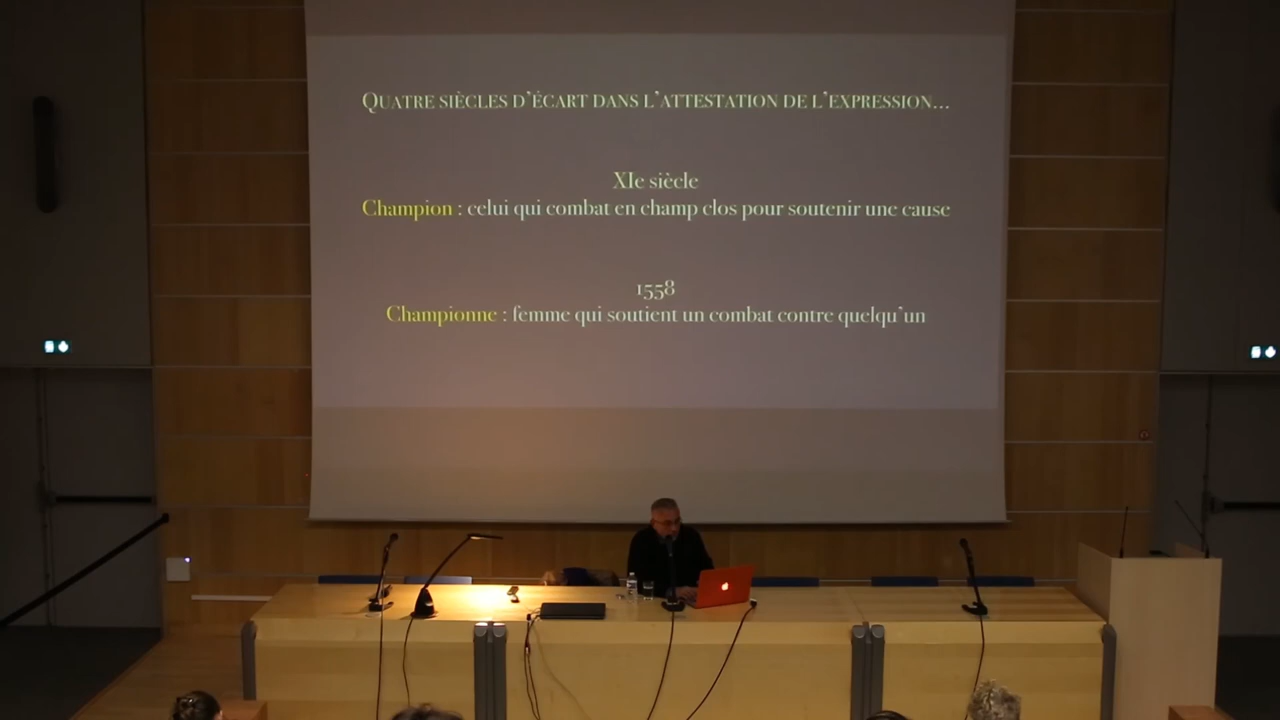 QUATRE SIÈCLES D'ÉCART DANS L'ATTESTATION DE L'EXPRESSION...
XIe siècle
Champion : celui qui combat en champ clos pour soutenir une cause
1558
Championne : femme qui soutient un combat contre quelqu'un